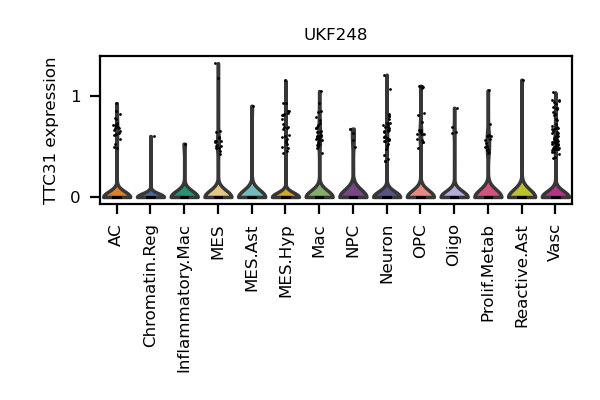 UKF248
TTC31 expression
1
0
AC
Chromatin.Reg
Inflammatory.Mac
MES
MES.Ast
MES.Hyp
Mac
NPC
Neuron
OPC
Oligo
Prolif.Metab
Reactive.Ast
Vasc